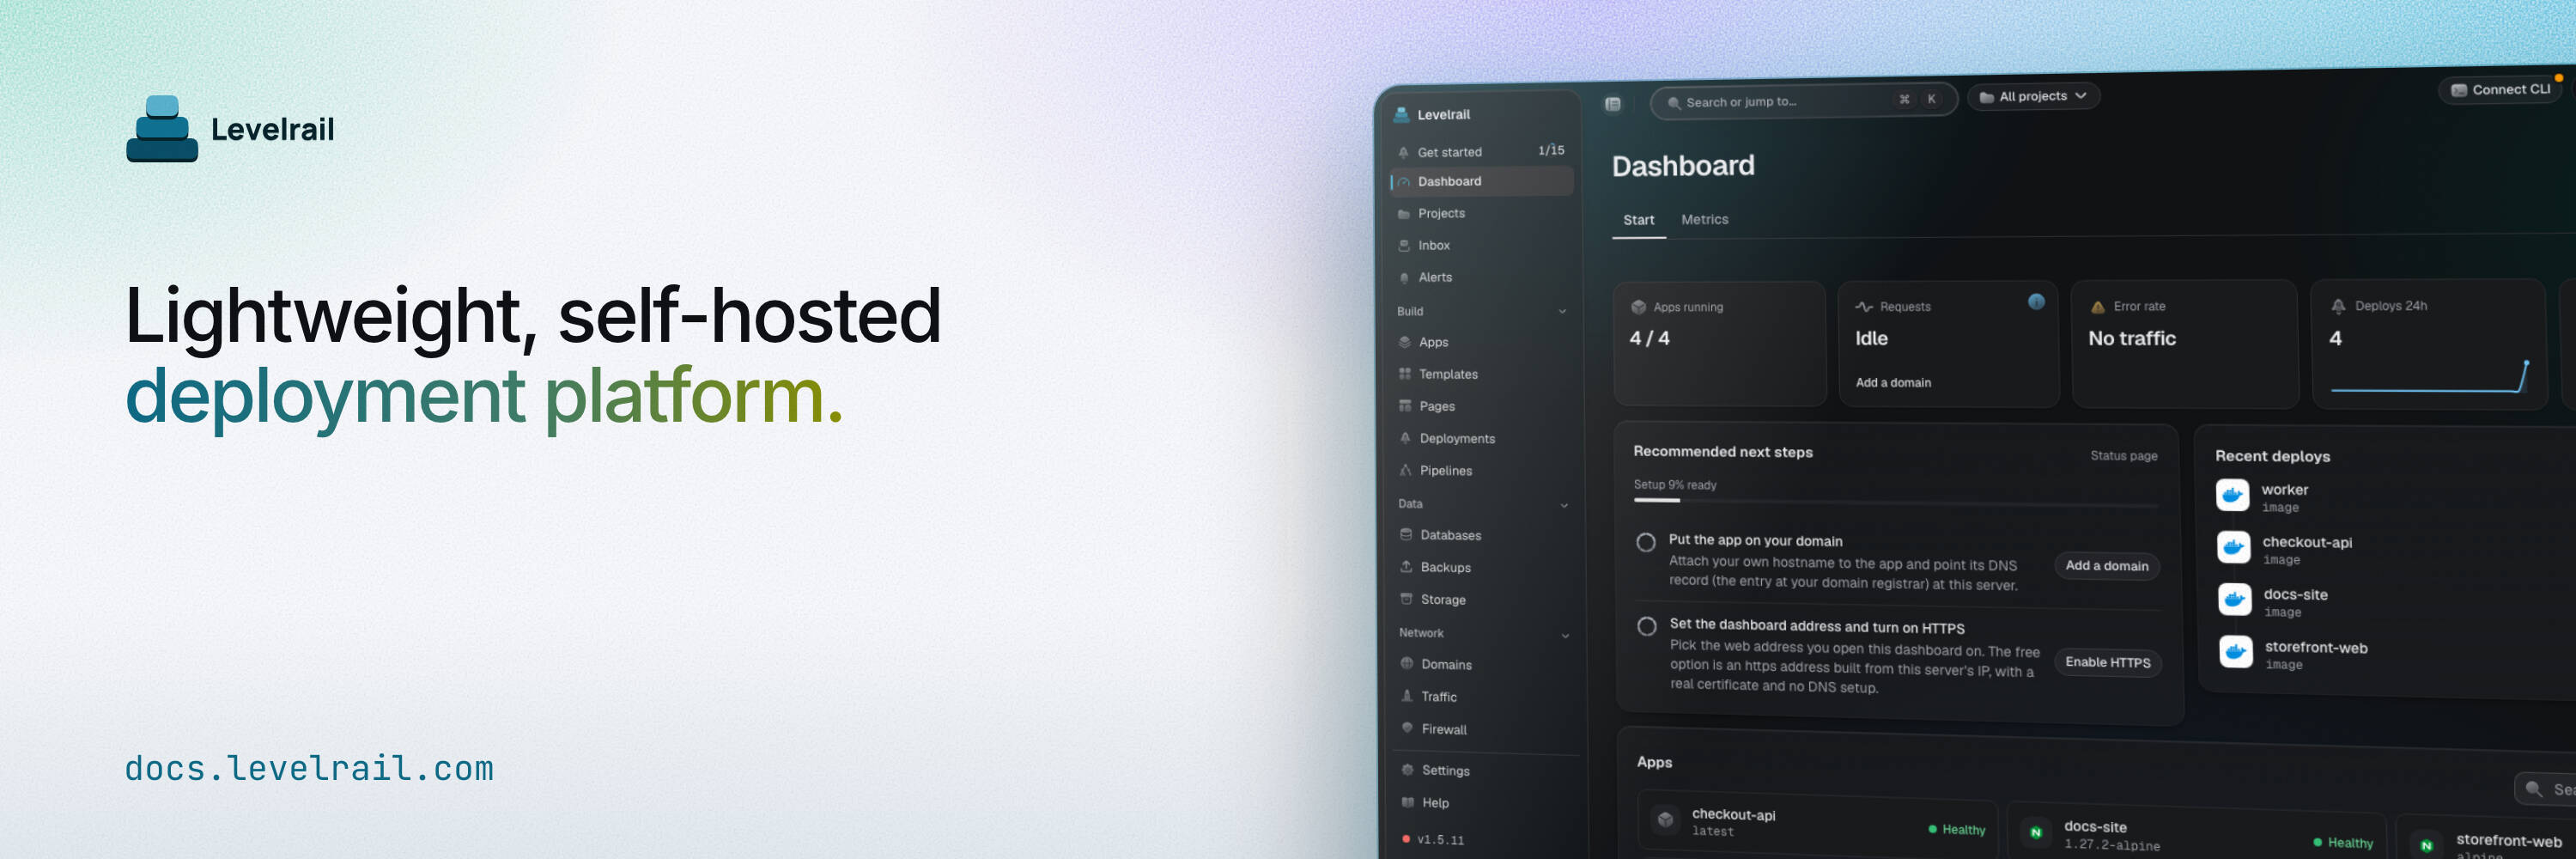 Levelrail
Lightweight, self-hosted
deployment platform.
docs.levelrail.com
Levelrail
Get started 1/15
Dashboard
Projects
Inbox
Alerts
Build
Apps
Templates
Pages
Deployments
Pipelines
Data
Databases
Backups
Storage
Network
Domains
Traffic
Firewall
Settings
Help
v1.5.11
Search or jump to... ⌘ K
All projects
Connect CLI
Dashboard
Start Metrics
Apps running
4 / 4
Requests
Idle
Add a domain
Error rate
No traffic
Deploys 24h
4
Recommended next steps
Status page
Setup 9% ready
Put the app on your domain
Attach your own hostname to the app and point its DNS
record (the entry at your domain registrar) at this server.
Add a domain
Set the dashboard address and turn on HTTPS
Pick the web address you open this dashboard on. The free
option is an https address built from this server's IP, with a
real certificate and no DNS setup.
Enable HTTPS
Recent deploys
worker
image
checkout-api
image
docs-site
image
storefront-web
image
Apps
checkout-api
latest
Healthy
docs-site
1.27.2-alpine
Healthy
storefront-web